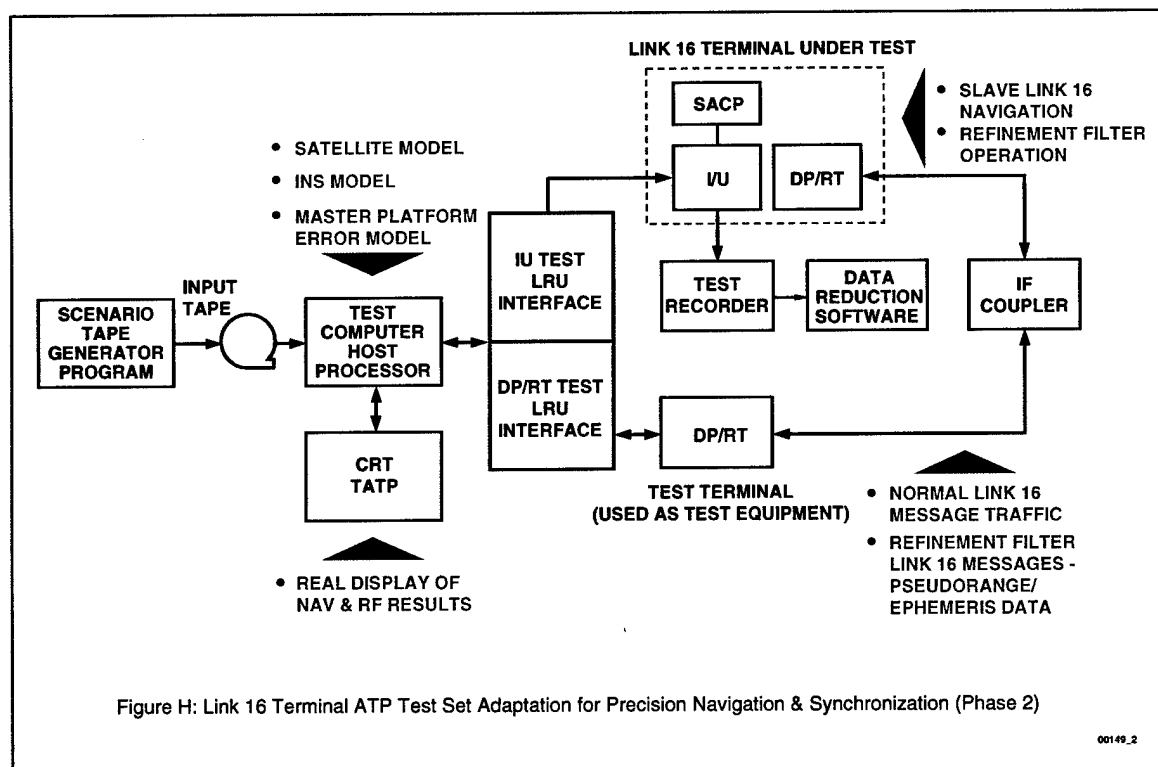 LINK 16 TERMINAL UNDER TEST
SACP
I/U
DP/RT
• SLAVE LINK 16
NAVIGATION
• REFINEMENT FILTER
OPERATION
• SATELLITE MODEL
• INS MODEL
• MASTER PLATFORM
ERROR MODEL
INPUT
TAPE
SCENARIO
TAPE
GENERATOR
PROGRAM
TEST
COMPUTER
HOST
PROCESSOR
IU TEST
LRU
INTERFACE
DP/RT TEST
LRU
INTERFACE
TEST
RECORDER
DATA
REDUCTION
SOFTWARE
IF
COUPLER
CRT
TATP
DP/RT
TEST TERMINAL
(USED AS TEST EQUIPMENT)
• REAL DISPLAY OF
NAV & RF RESULTS
• NORMAL LINK 16
MESSAGE TRAFFIC
• REFINEMENT FILTER
LINK 16 MESSAGES -
PSEUDORANGE/
EPHEMERIS DATA
Figure H: Link 16 Terminal ATP Test Set Adaptation for Precision Navigation & Synchronization (Phase 2)
00149_2